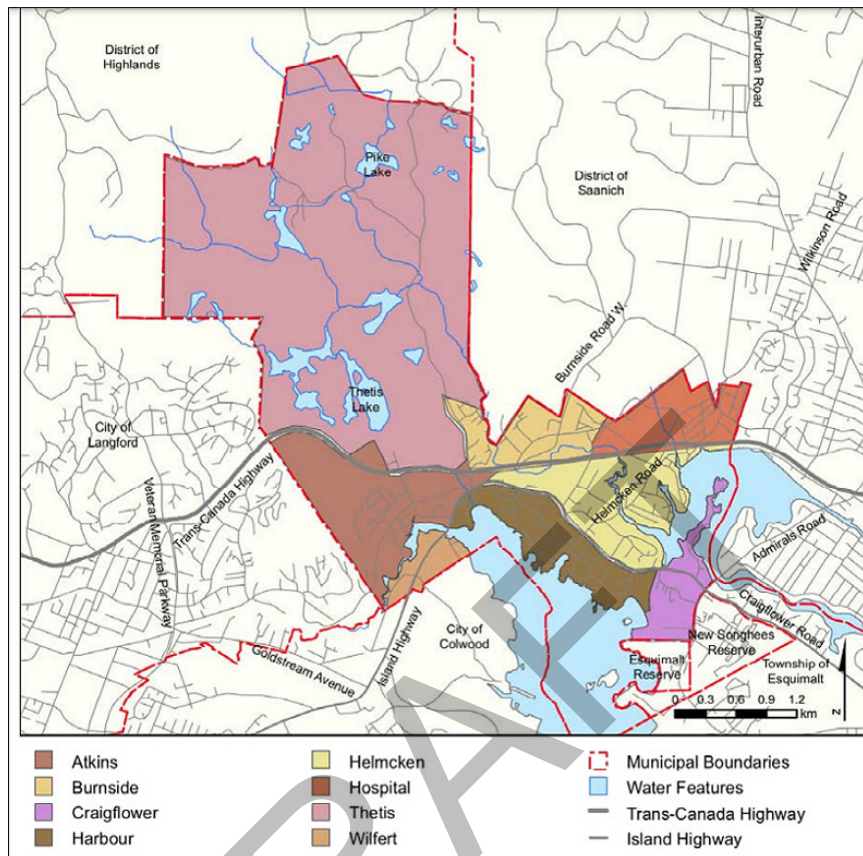 District of
Highlands
Interurban Road
Pike
Lake
District of
Saanich
Wilkinson Road
Burnside Road W.
Thetis
Lake
City of
Langford
Trans-Canada Highway
Veteran Memorial Parkway
Helmcken Road
Admirals Road
Craigflower Road
Island Highway
City of
Colwood
New Songhees
Reserve
Goldstream Avenue
Esquimalt
Reserve
Township of
Esquimalt
0 0.3 0.6 0.9 1.2
km
N
Atkins
Burnside
Craigflower
Harbour
Helmcken
Hospital
Thetis
Wilfert
Municipal Boundaries
Water Features
Trans-Canada Highway
Island Highway
DRAFT